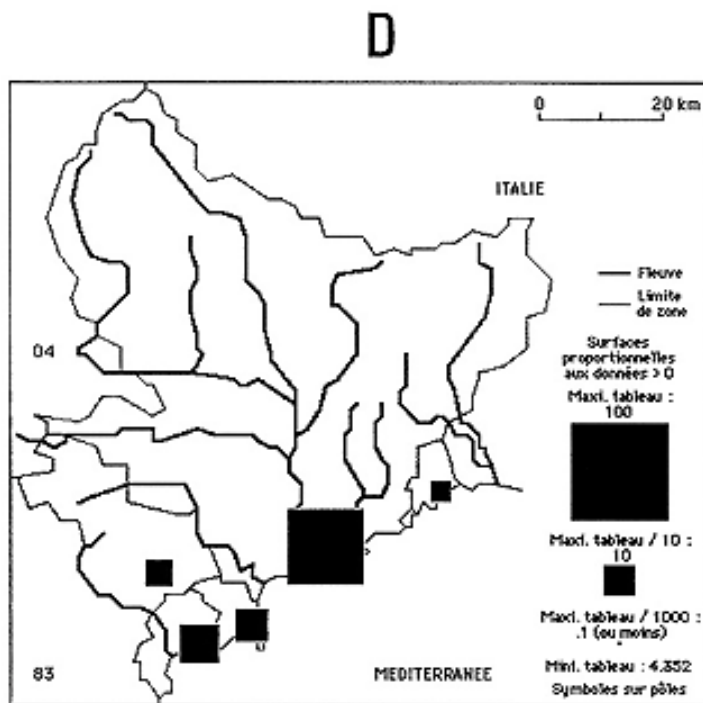 D
0 20 km
ITALIE
Fleuve
Limite
de zone
04
Surfaces
proportionnelles
aux données > 0
Maxi. tableau :
100
Maxi. tableau / 10 :
10
Maxi. tableau / 1000 :
.1 (ou moins)
83
MEDITERRANEE
Mini. tableau : 4.352
Symboles sur pôles